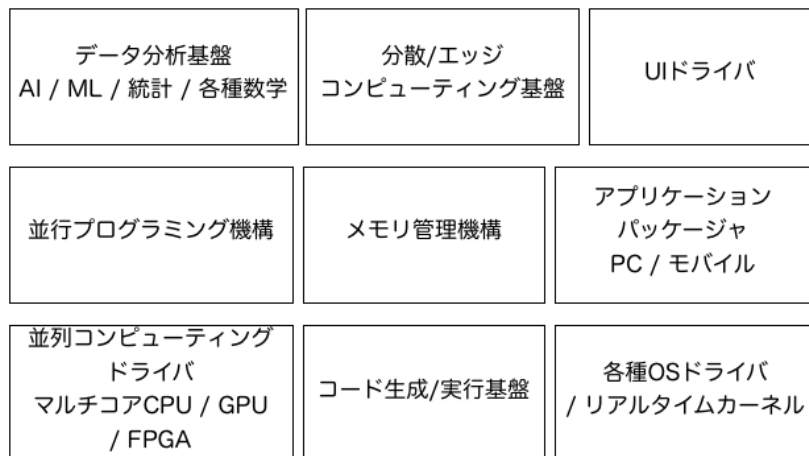 データ分析基盤
AI / ML / 統計 / 各種数学
分散/エッジ
コンピューティング基盤
UIドライバ
並行プログラミング機構
メモリ管理機構
アプリケーション
パッケージャ
PC / モバイル
並列コンピューティング
ドライバ
マルチコアCPU / GPU
/ FPGA
コード生成/実行基盤
各種OSドライバ
/ リアルタイムカーネル